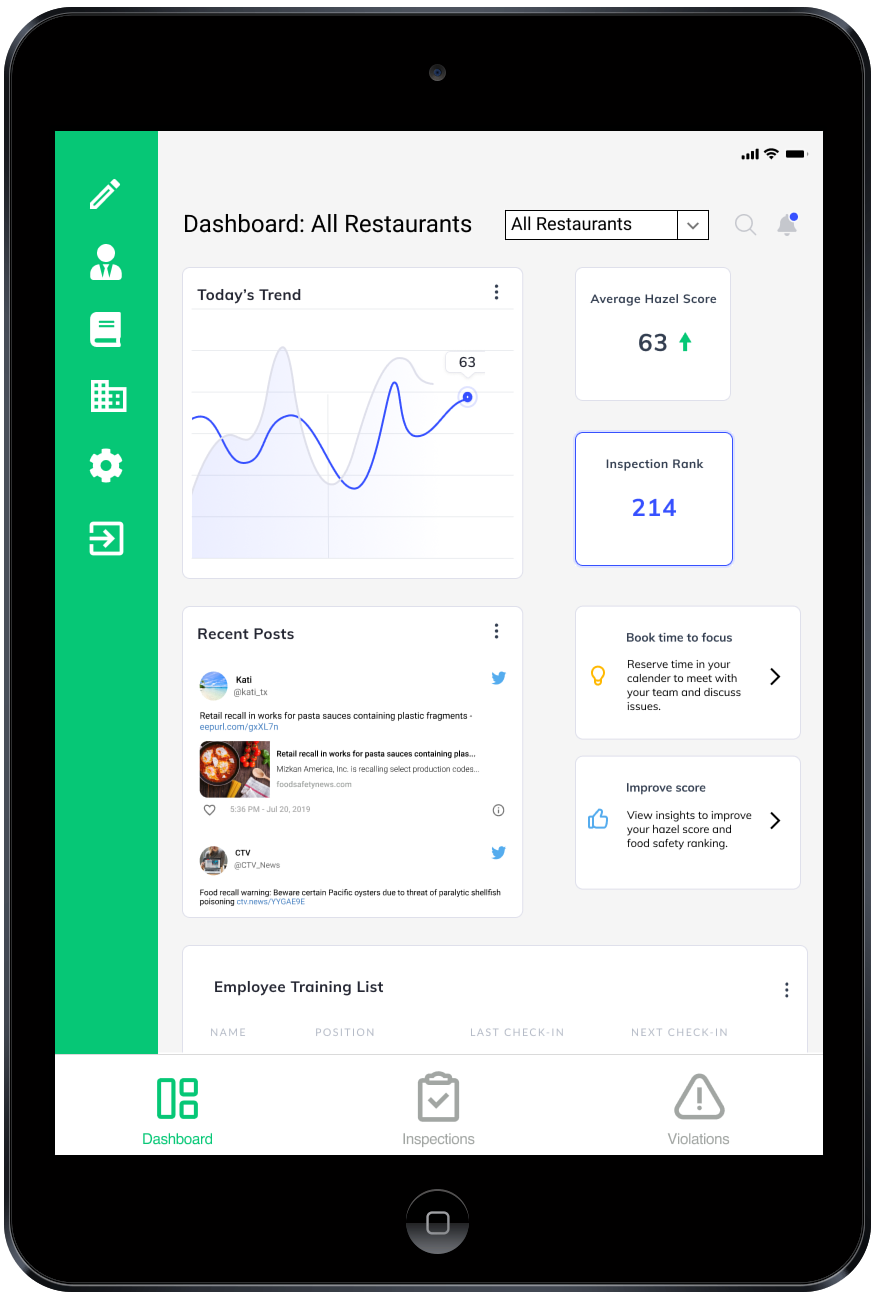 Dashboard: All Restaurants
All Restaurants
Today's Trend
63
Average Hazel Score
63
Inspection Rank
214
Recent Posts
Kati
@kati_tx
Retail recall in works for pasta sauces containing plastic fragments -
eepurl.com/gxXL7n
Retail recall in works for pasta sauces containing plas...
Mizkan America, Inc. is recalling select production codes...
foodsafetynews.com
5:36 PM - Jul 20, 2019
CTV
@CTV_News
Food recall warning: Beware certain Pacific oysters due to threat of paralytic shellfish
poisoning ctv.news/YYGAE9E
Book time to focus
Reserve time in your
calender to meet with
your team and discuss
issues.
Improve score
View insights to improve
your hazel score and
food safety ranking.
Employee Training List
NAME POSITION LAST CHECK-IN NEXT CHECK-IN
Dashboard Inspections Violations